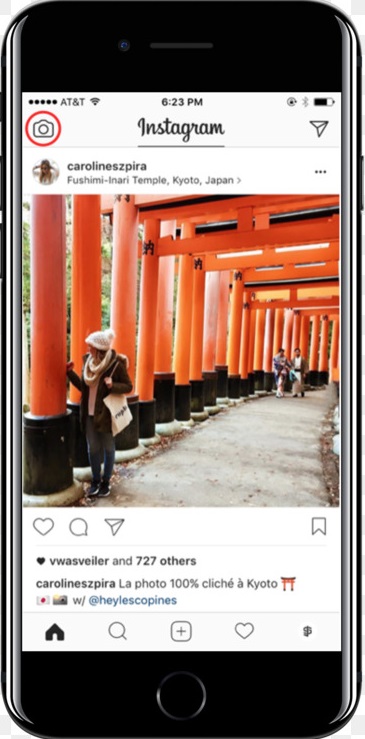 AT&T 6:23 PM
Instagram
carolineszpira
Fushimi-Inari Temple, Kyoto, Japan >
vwasveiler and 727 others
carolineszpira La photo 100% cliché à Kyoto ⛩️
🇯🇵 📸 w/ @heylescopines